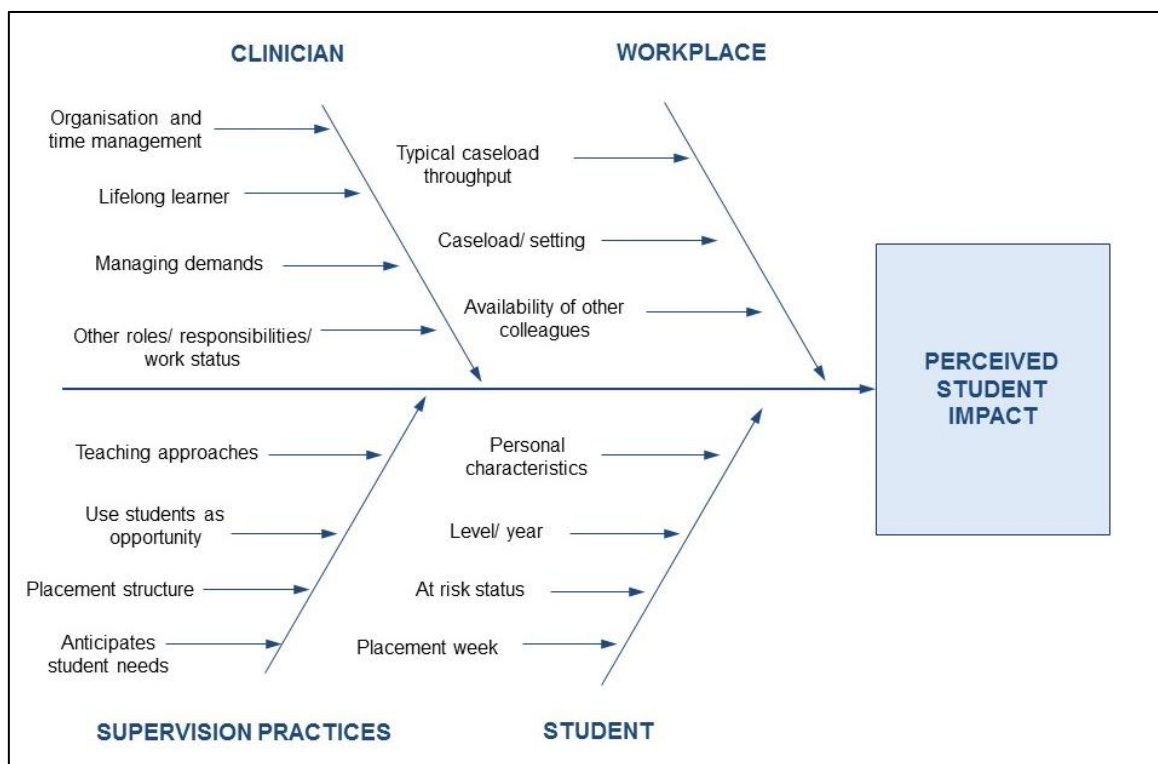 CLINICIAN
Organisation and
time management
Lifelong learner
Managing demands
Other roles/ responsibilities/
work status
WORKPLACE
Typical caseload
throughput
Caseload/ setting
Availability of other
colleagues
PERCEIVED
STUDENT
IMPACT
Teaching approaches
Use students as
opportunity
Placement structure
Anticipates
student needs
SUPERVISION PRACTICES
Personal
characteristics
Level/ year
At risk status
Placement week
STUDENT